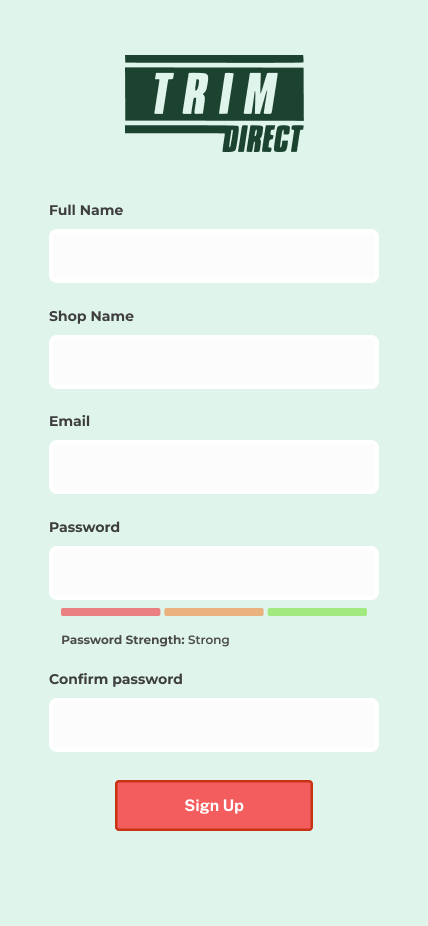 TRIM
DIRECT
Full Name
Shop Name
Email
Password
Password Strength: Strong
Confirm password
Sign Up